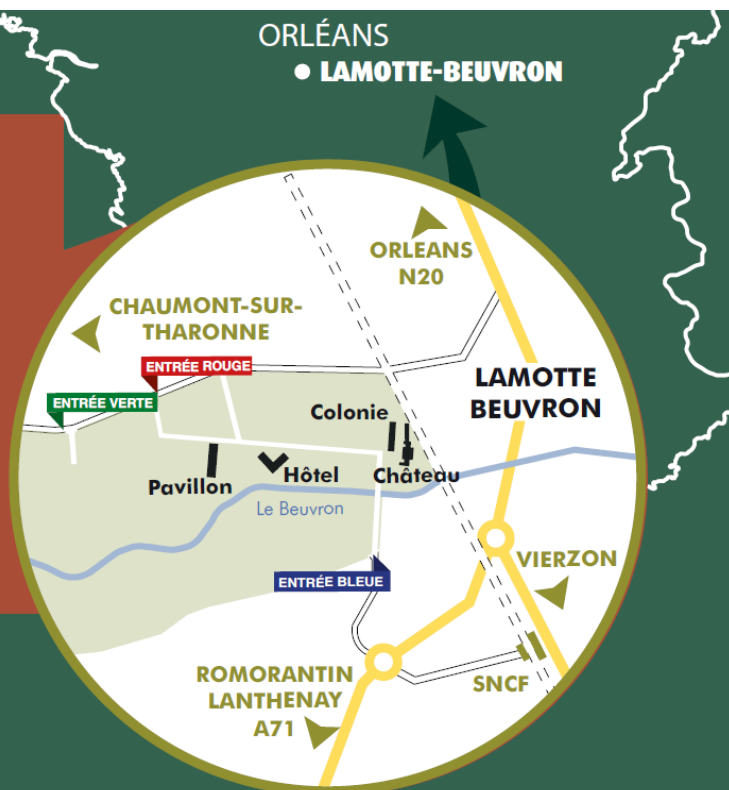 ORLÉANS
LAMOTTE-BEUVRON
ORLEANS
N20
CHAUMONT-SUR-
THARONNE
ENTRÉE ROUGE
ENTRÉE VERTE
LAMOTTE
BEUVRON
Colonie
Pavillon
Hôtel
Château
Le Beuvron
VIERZON
ENTRÉE BLEUE
ROMORANTIN
LANTHENAY
A71
SNCF